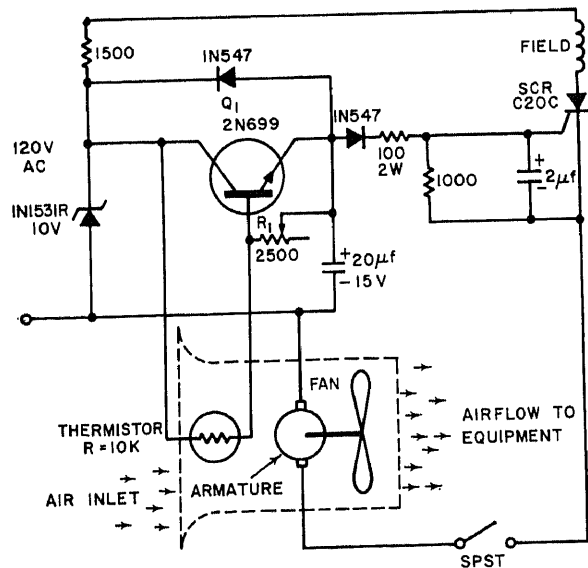 1500
FIELD
1N547
SCR
C20C
Q1
2N699
1N547
120V
AC
100
2W
+
2μf
−
1000
1N1531R
10V
R1
2500
+ 20μf
− 15V
FAN
THERMISTOR
R = 10K
AIRFLOW TO
EQUIPMENT
AIR INLET
ARMATURE
SPST